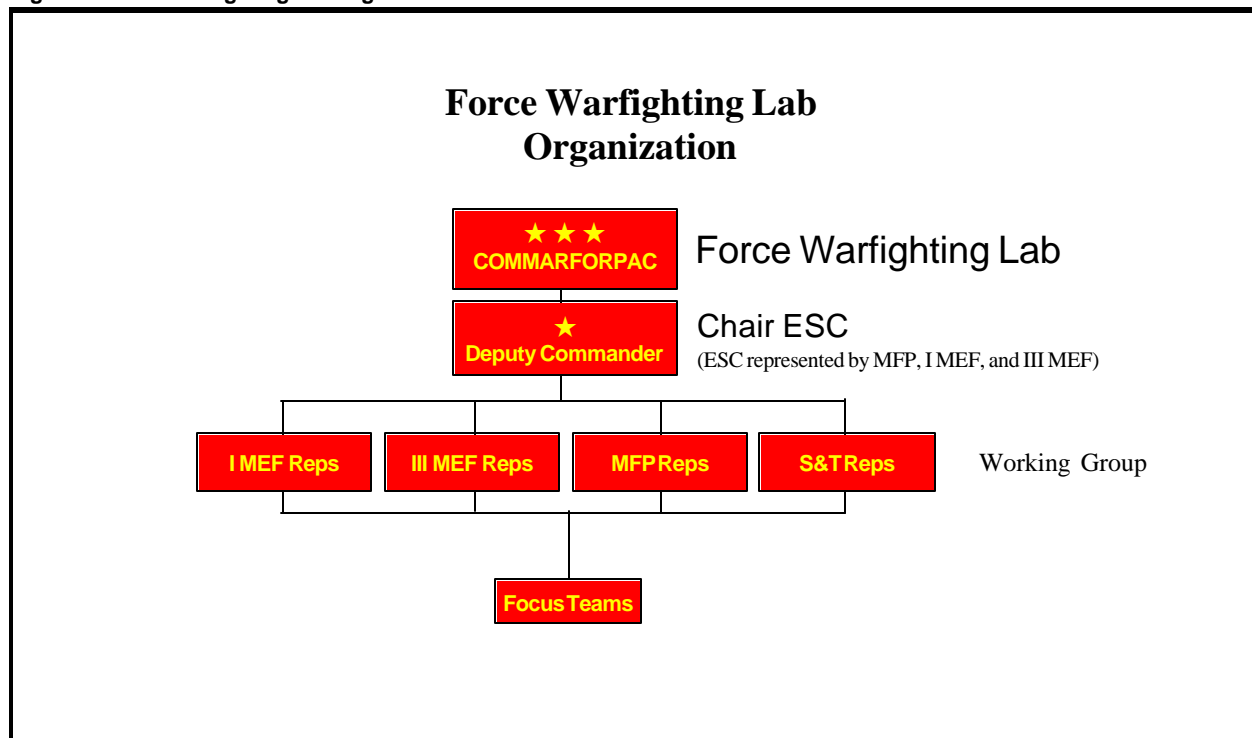 Force Warfighting Lab
Organization
★ ★ ★
COMMARFORPAC
Force Warfighting Lab
★
Deputy Commander
Chair ESC
(ESC represented by MFP, I MEF, and III MEF)
I MEF Reps
III MEF Reps
MFP Reps
S&T Reps
Working Group
Focus Teams